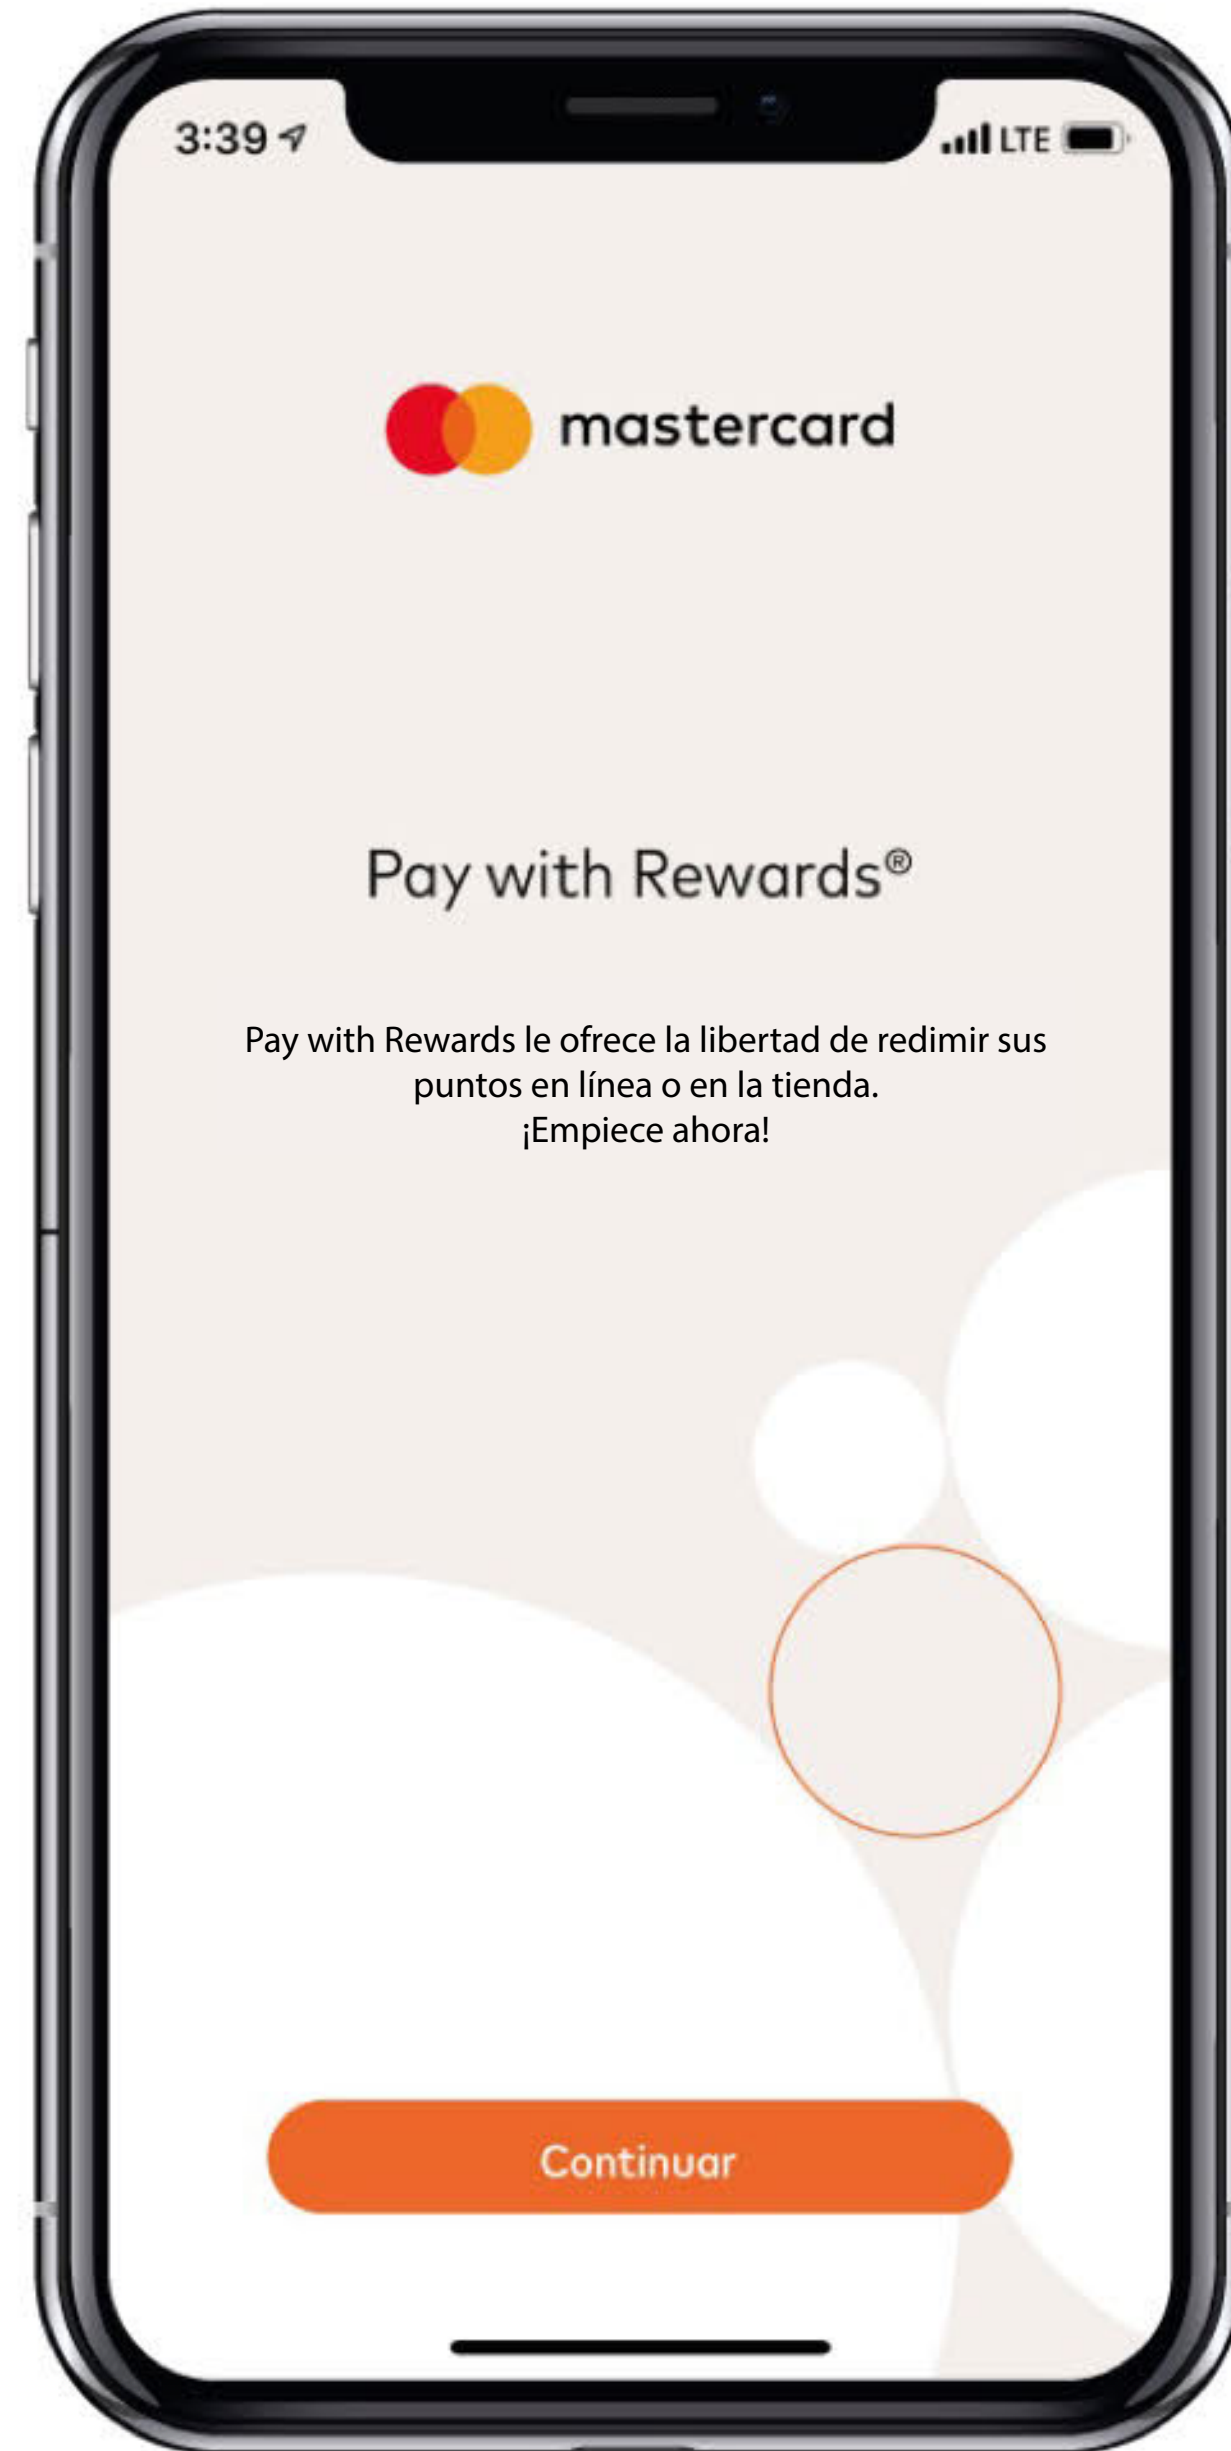 3:39
LTE
mastercard
Pay with Rewards®
Pay with Rewards le ofrece la libertad de redimir sus
puntos en línea o en la tienda.
¡Empiece ahora!
Continuar